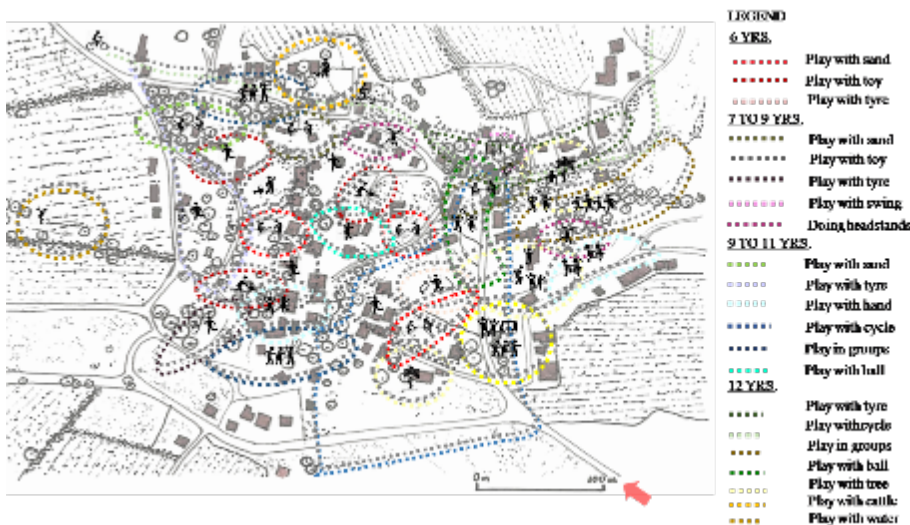 LEGEND
6 YRS.
Play with sand
Play with toy
Play with tyre
7 TO 9 YRS.
Play with sand
Play with toy
Play with tyre
Play with swing
Doing headstands
9 TO 11 YRS.
Play with sand
Play with tyre
Play with hand
Play with cycle
Play in groups
Play with ball
12 YRS.
Play with tyre
Play with cycle
Play in groups
Play with ball
Play with tree
Play with cattle
Play with water
0 m